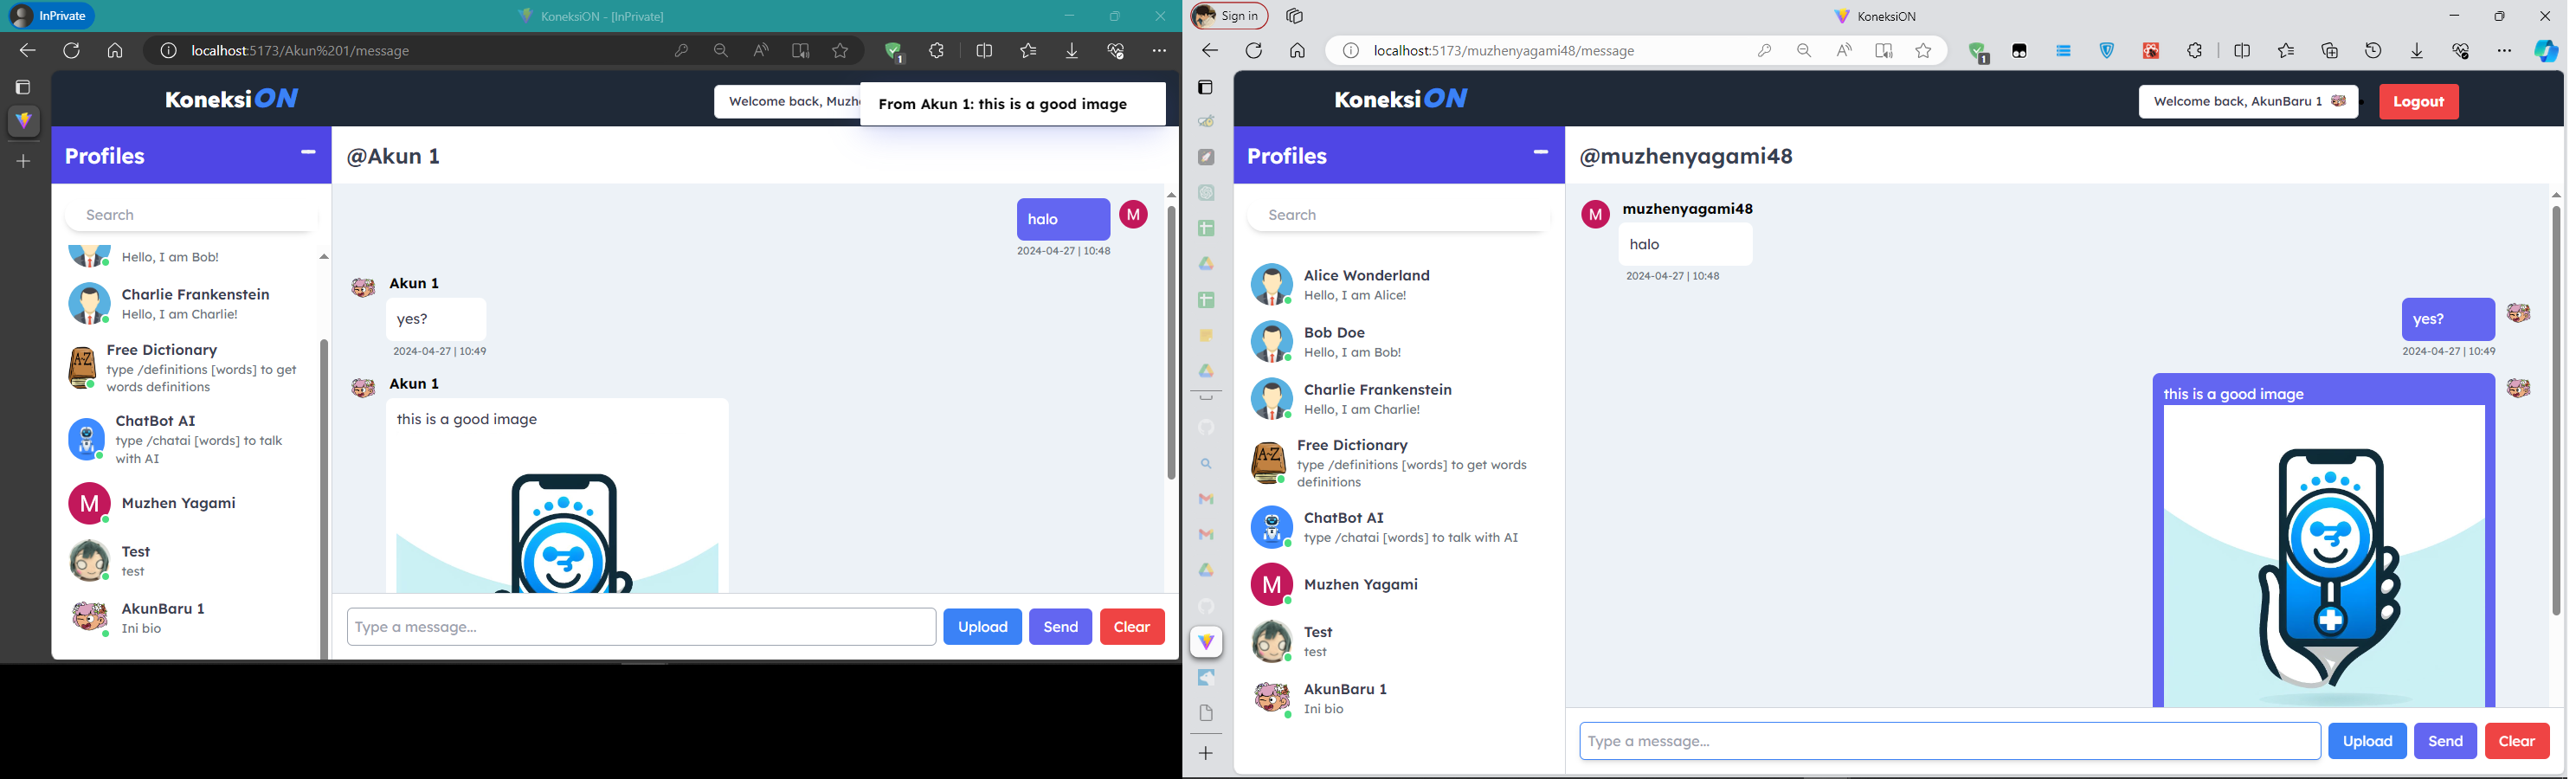 InPrivate
KoneksiON - [InPrivate]
localhost:5173/Akun%201/message
1
KoneksiON
Welcome back, Muzh
From Akun 1: this is a good image
Profiles
@Akun 1
Search
Hello, I am Bob!
Charlie Frankenstein
Hello, I am Charlie!
Free Dictionary
type /definitions [words] to get
words definitions
ChatBot AI
type /chatai [words] to talk
with AI
M
Muzhen Yagami
Test
test
AkunBaru 1
Ini bio
halo
M
2024-04-27 | 10:48
Akun 1
yes?
2024-04-27 | 10:49
Akun 1
this is a good image
Type a message...
Upload
Send
Clear
Sign in
KoneksiON
localhost:5173/muzhenyagami48/message
1
KoneksiON
Welcome back, AkunBaru 1
Logout
Profiles
@muzhenyagami48
Search
Alice Wonderland
Hello, I am Alice!
Bob Doe
Hello, I am Bob!
Charlie Frankenstein
Hello, I am Charlie!
Free Dictionary
type /definitions [words] to get words
definitions
ChatBot AI
type /chatai [words] to talk with AI
M
Muzhen Yagami
Test
test
AkunBaru 1
Ini bio
M
muzhenyagami48
halo
2024-04-27 | 10:48
yes?
2024-04-27 | 10:49
this is a good image
Type a message...
Upload
Send
Clear